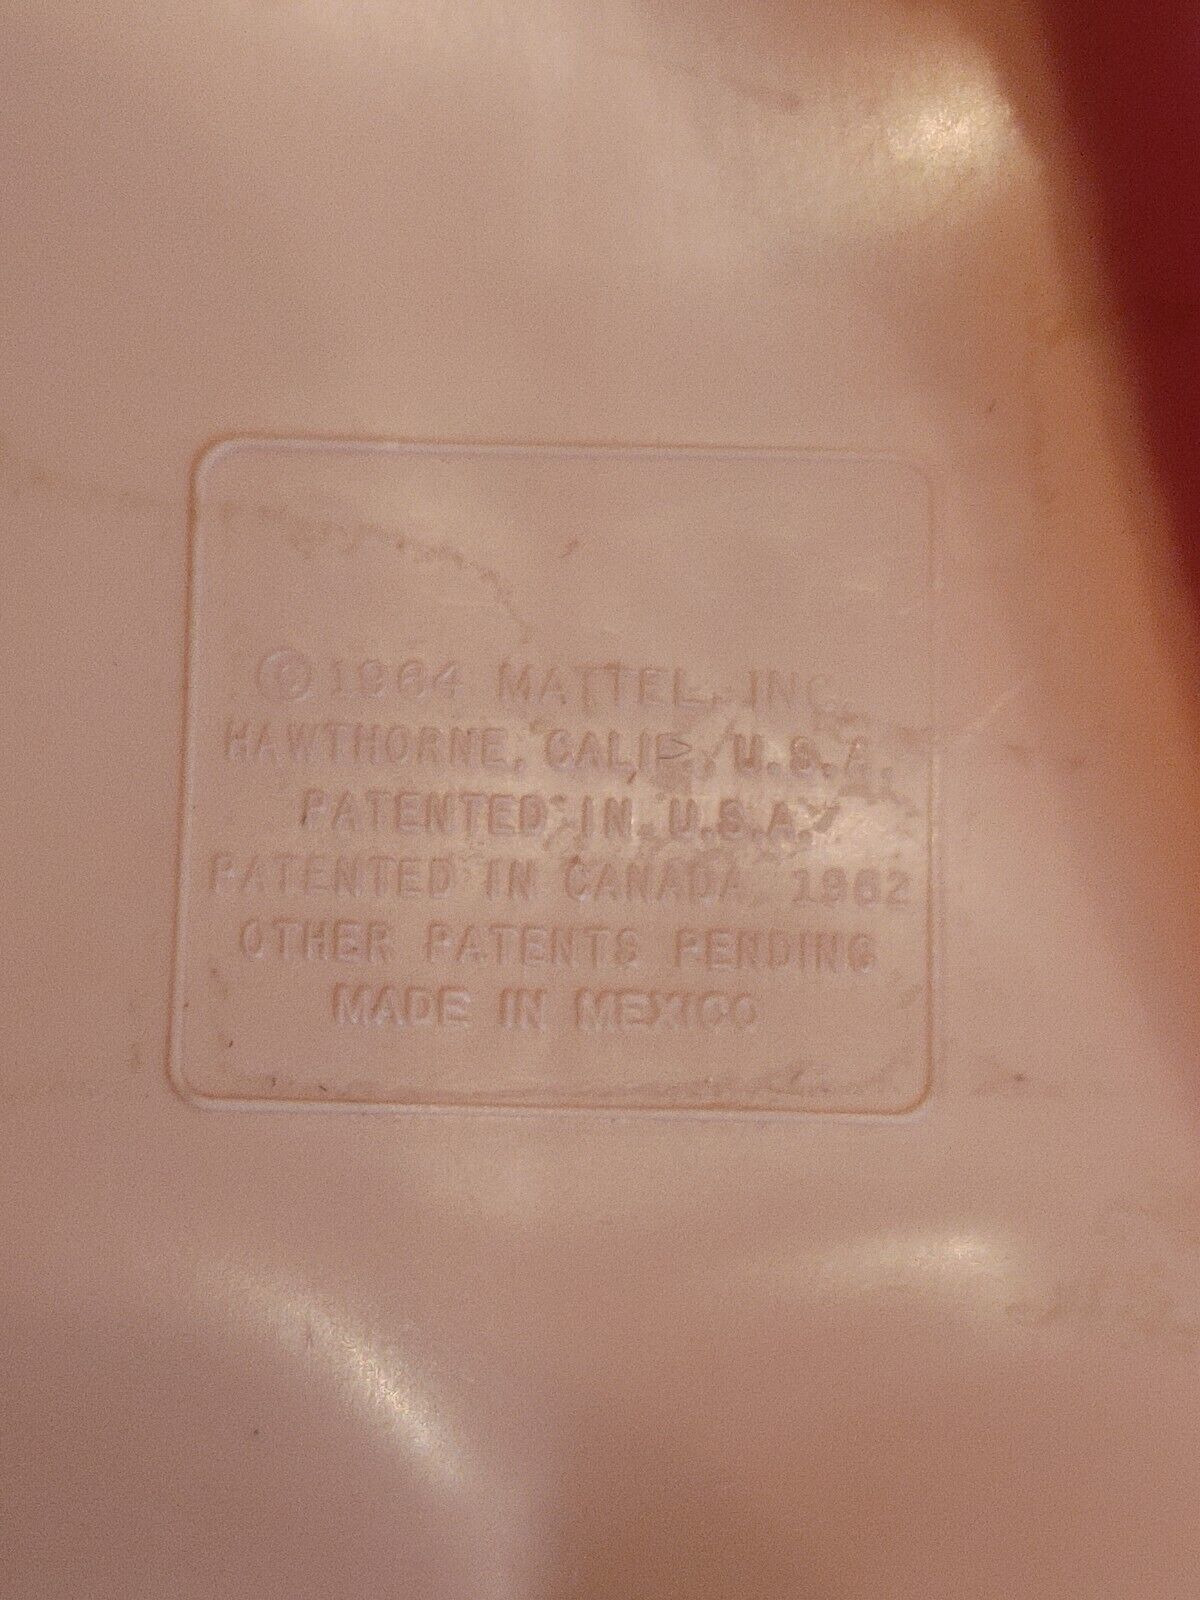 ©1964 MATTEL, INC.
HAWTHORNE, CALIF., U.S.A.
PATENTED IN U.S.A.
PATENTED IN CANADA, 1962
OTHER PATENTS PENDING
MADE IN MEXICO